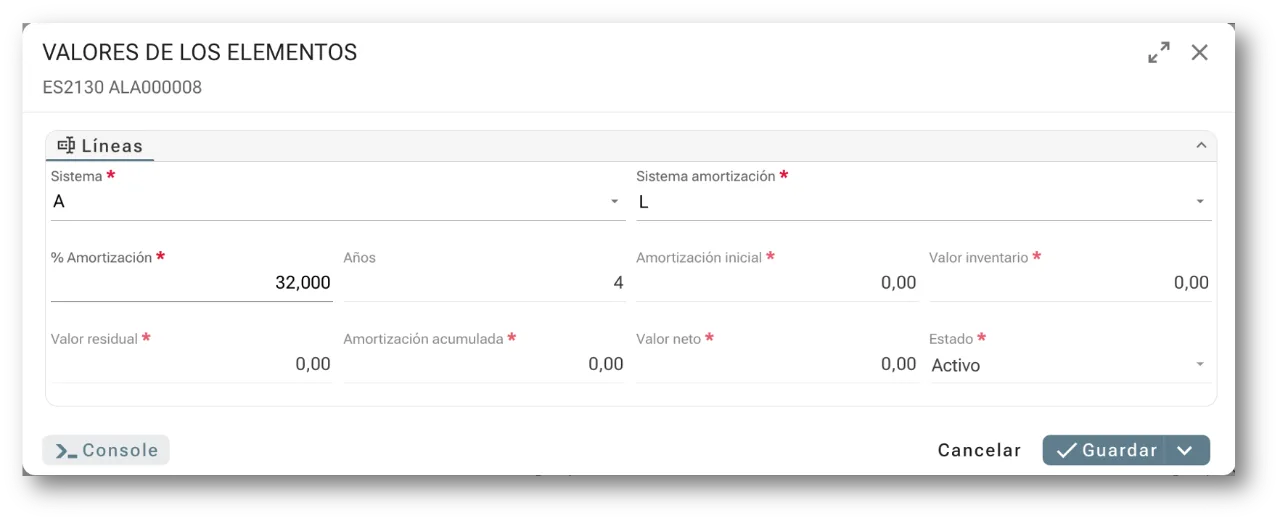 VALORES DE LOS ELEMENTOS
ES2130 ALA000008
Líneas
Sistema *
Sistema amortización *
A
L
% Amortización *
Años
Amortización inicial *
Valor inventario *
32,000
4
0,00
0,00
Valor residual *
Amortización acumulada *
Valor neto *
Estado *
0,00
0,00
0,00
Activo
Console
Cancelar
Guardar